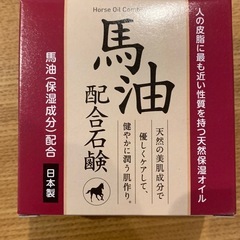 Horse Oil
人の皮脂に最も近い性質を持つ天然保湿オイル
馬油
配合石鹸
天然の美肌成分で
優しくケアして、
健やかに潤う肌作り。
馬油（保湿成分）配合
日本製